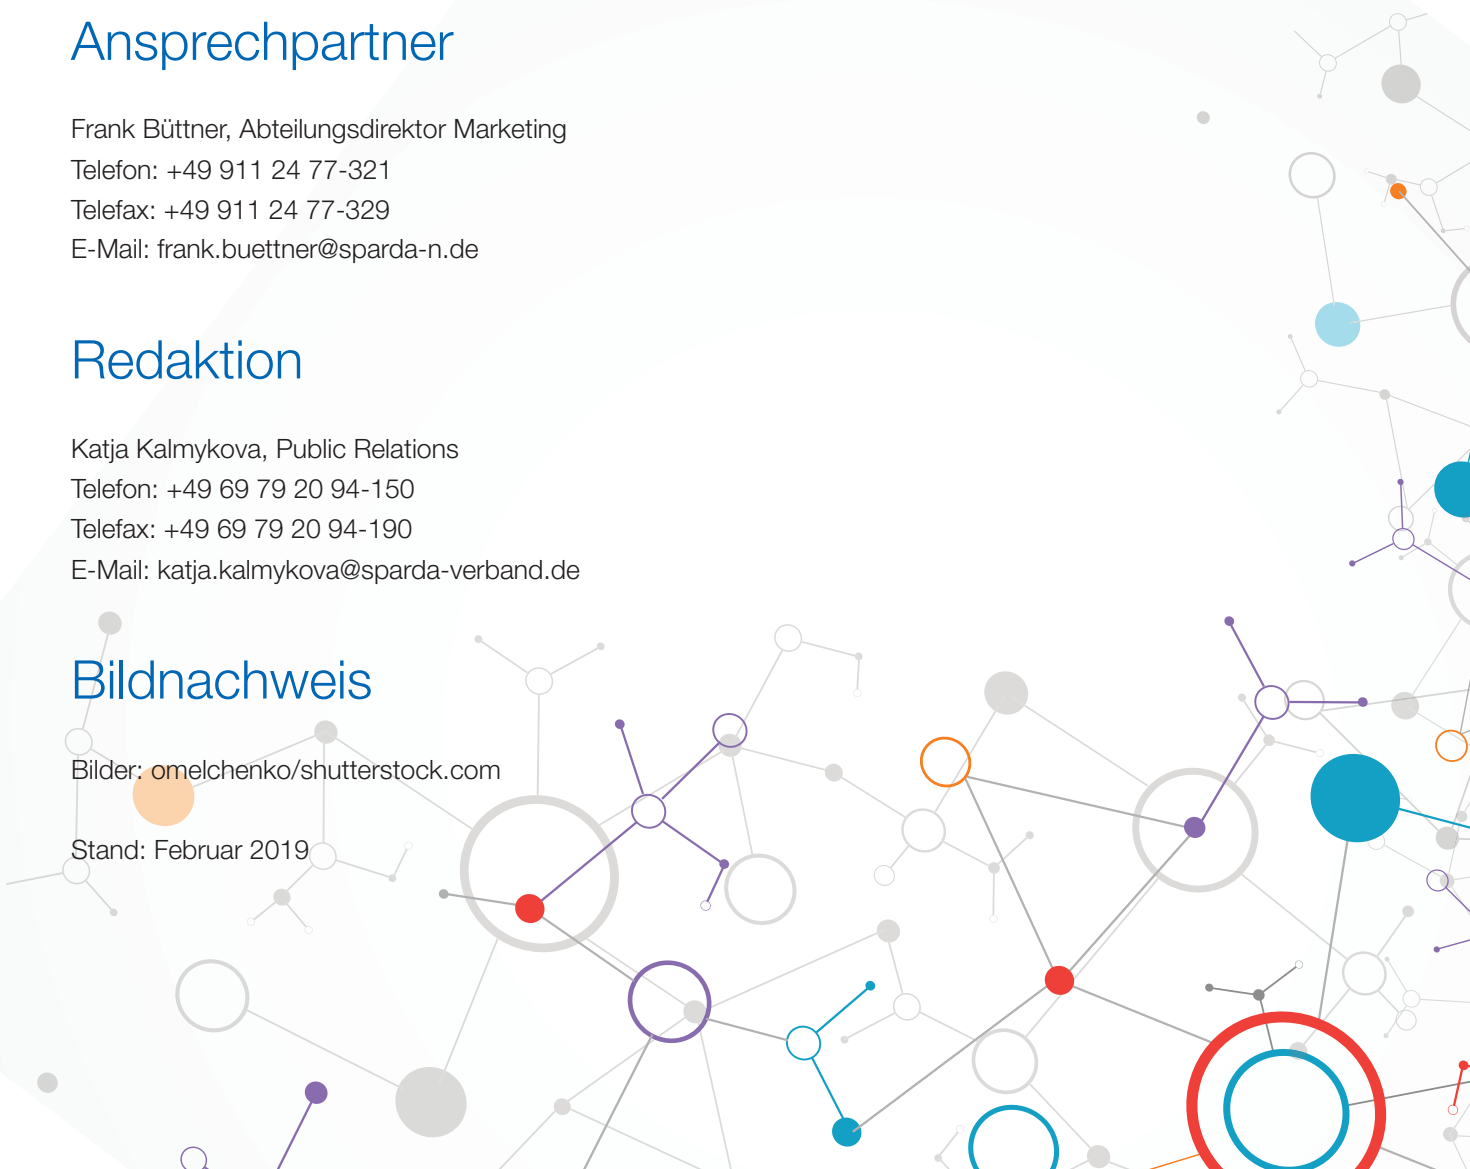 Ansprechpartner
Frank Büttner, Abteilungsdirektor Marketing
Telefon: +49 911 24 77-321
Telefax: +49 911 24 77-329
E-Mail: frank.buettner@sparda-n.de
Redaktion
Katja Kalmykova, Public Relations
Telefon: +49 69 79 20 94-150
Telefax: +49 69 79 20 94-190
E-Mail: katja.kalmykova@sparda-verband.de
Bildnachweis
Bilder: omelchenko/shutterstock.com
Stand: Februar 2019